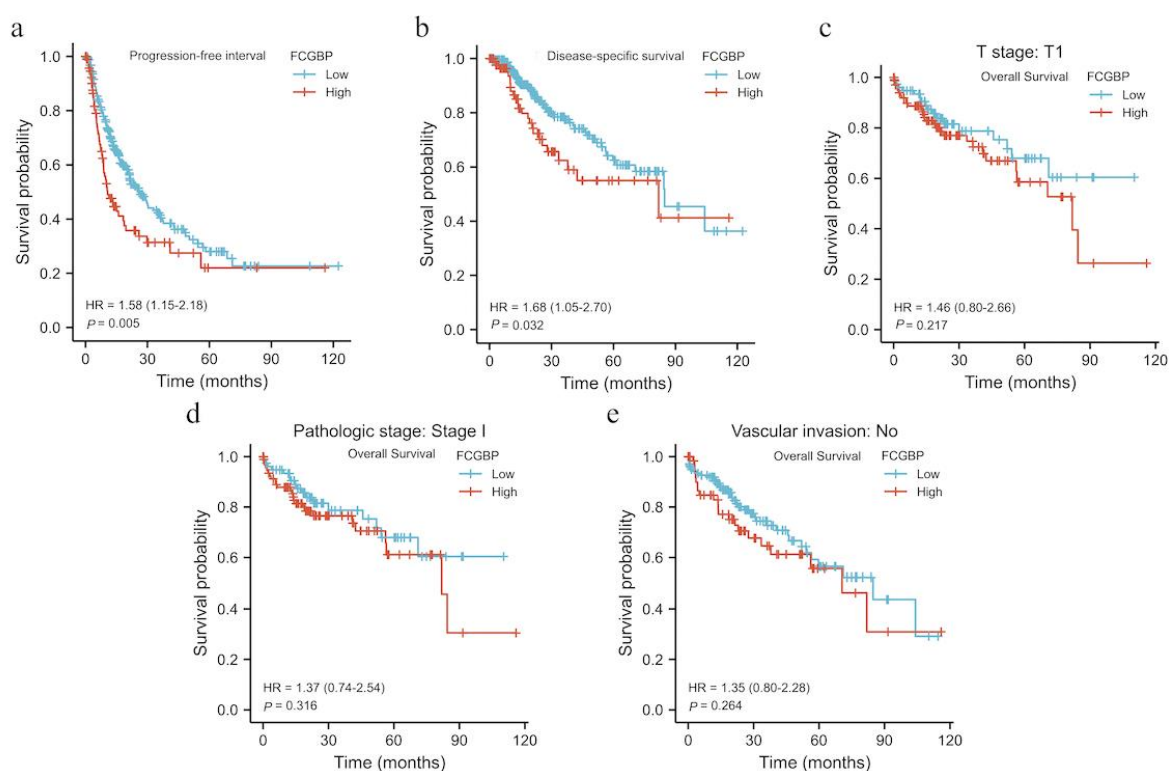 a
Progression-free interval
FCGBP
Low
High
Survival probability
1.0
0.8
0.6
0.4
0.2
0.0
HR = 1.58 (1.15-2.18)
P = 0.005
0 30 60 90 120
Time (months)
b
Disease-specific survival
FCGBP
Low
High
Survival probability
1.0
0.8
0.6
0.4
0.2
0.0
HR = 1.68 (1.05-2.70)
P = 0.032
0 30 60 90 120
Time (months)
c
T stage: T1
Overall Survival
FCGBP
Low
High
Survival probability
1.0
0.8
0.6
0.4
0.2
0.0
HR = 1.46 (0.80-2.66)
P = 0.217
0 30 60 90 120
Time (months)
d
Pathologic stage: Stage I
Overall Survival
FCGBP
Low
High
Survival probability
1.0
0.8
0.6
0.4
0.2
0.0
HR = 1.37 (0.74-2.54)
P = 0.316
0 30 60 90 120
Time (months)
e
Vascular invasion: No
Overall Survival
FCGBP
Low
High
Survival probability
1.0
0.8
0.6
0.4
0.2
0.0
HR = 1.35 (0.80-2.28)
P = 0.264
0 30 60 90 120
Time (months)